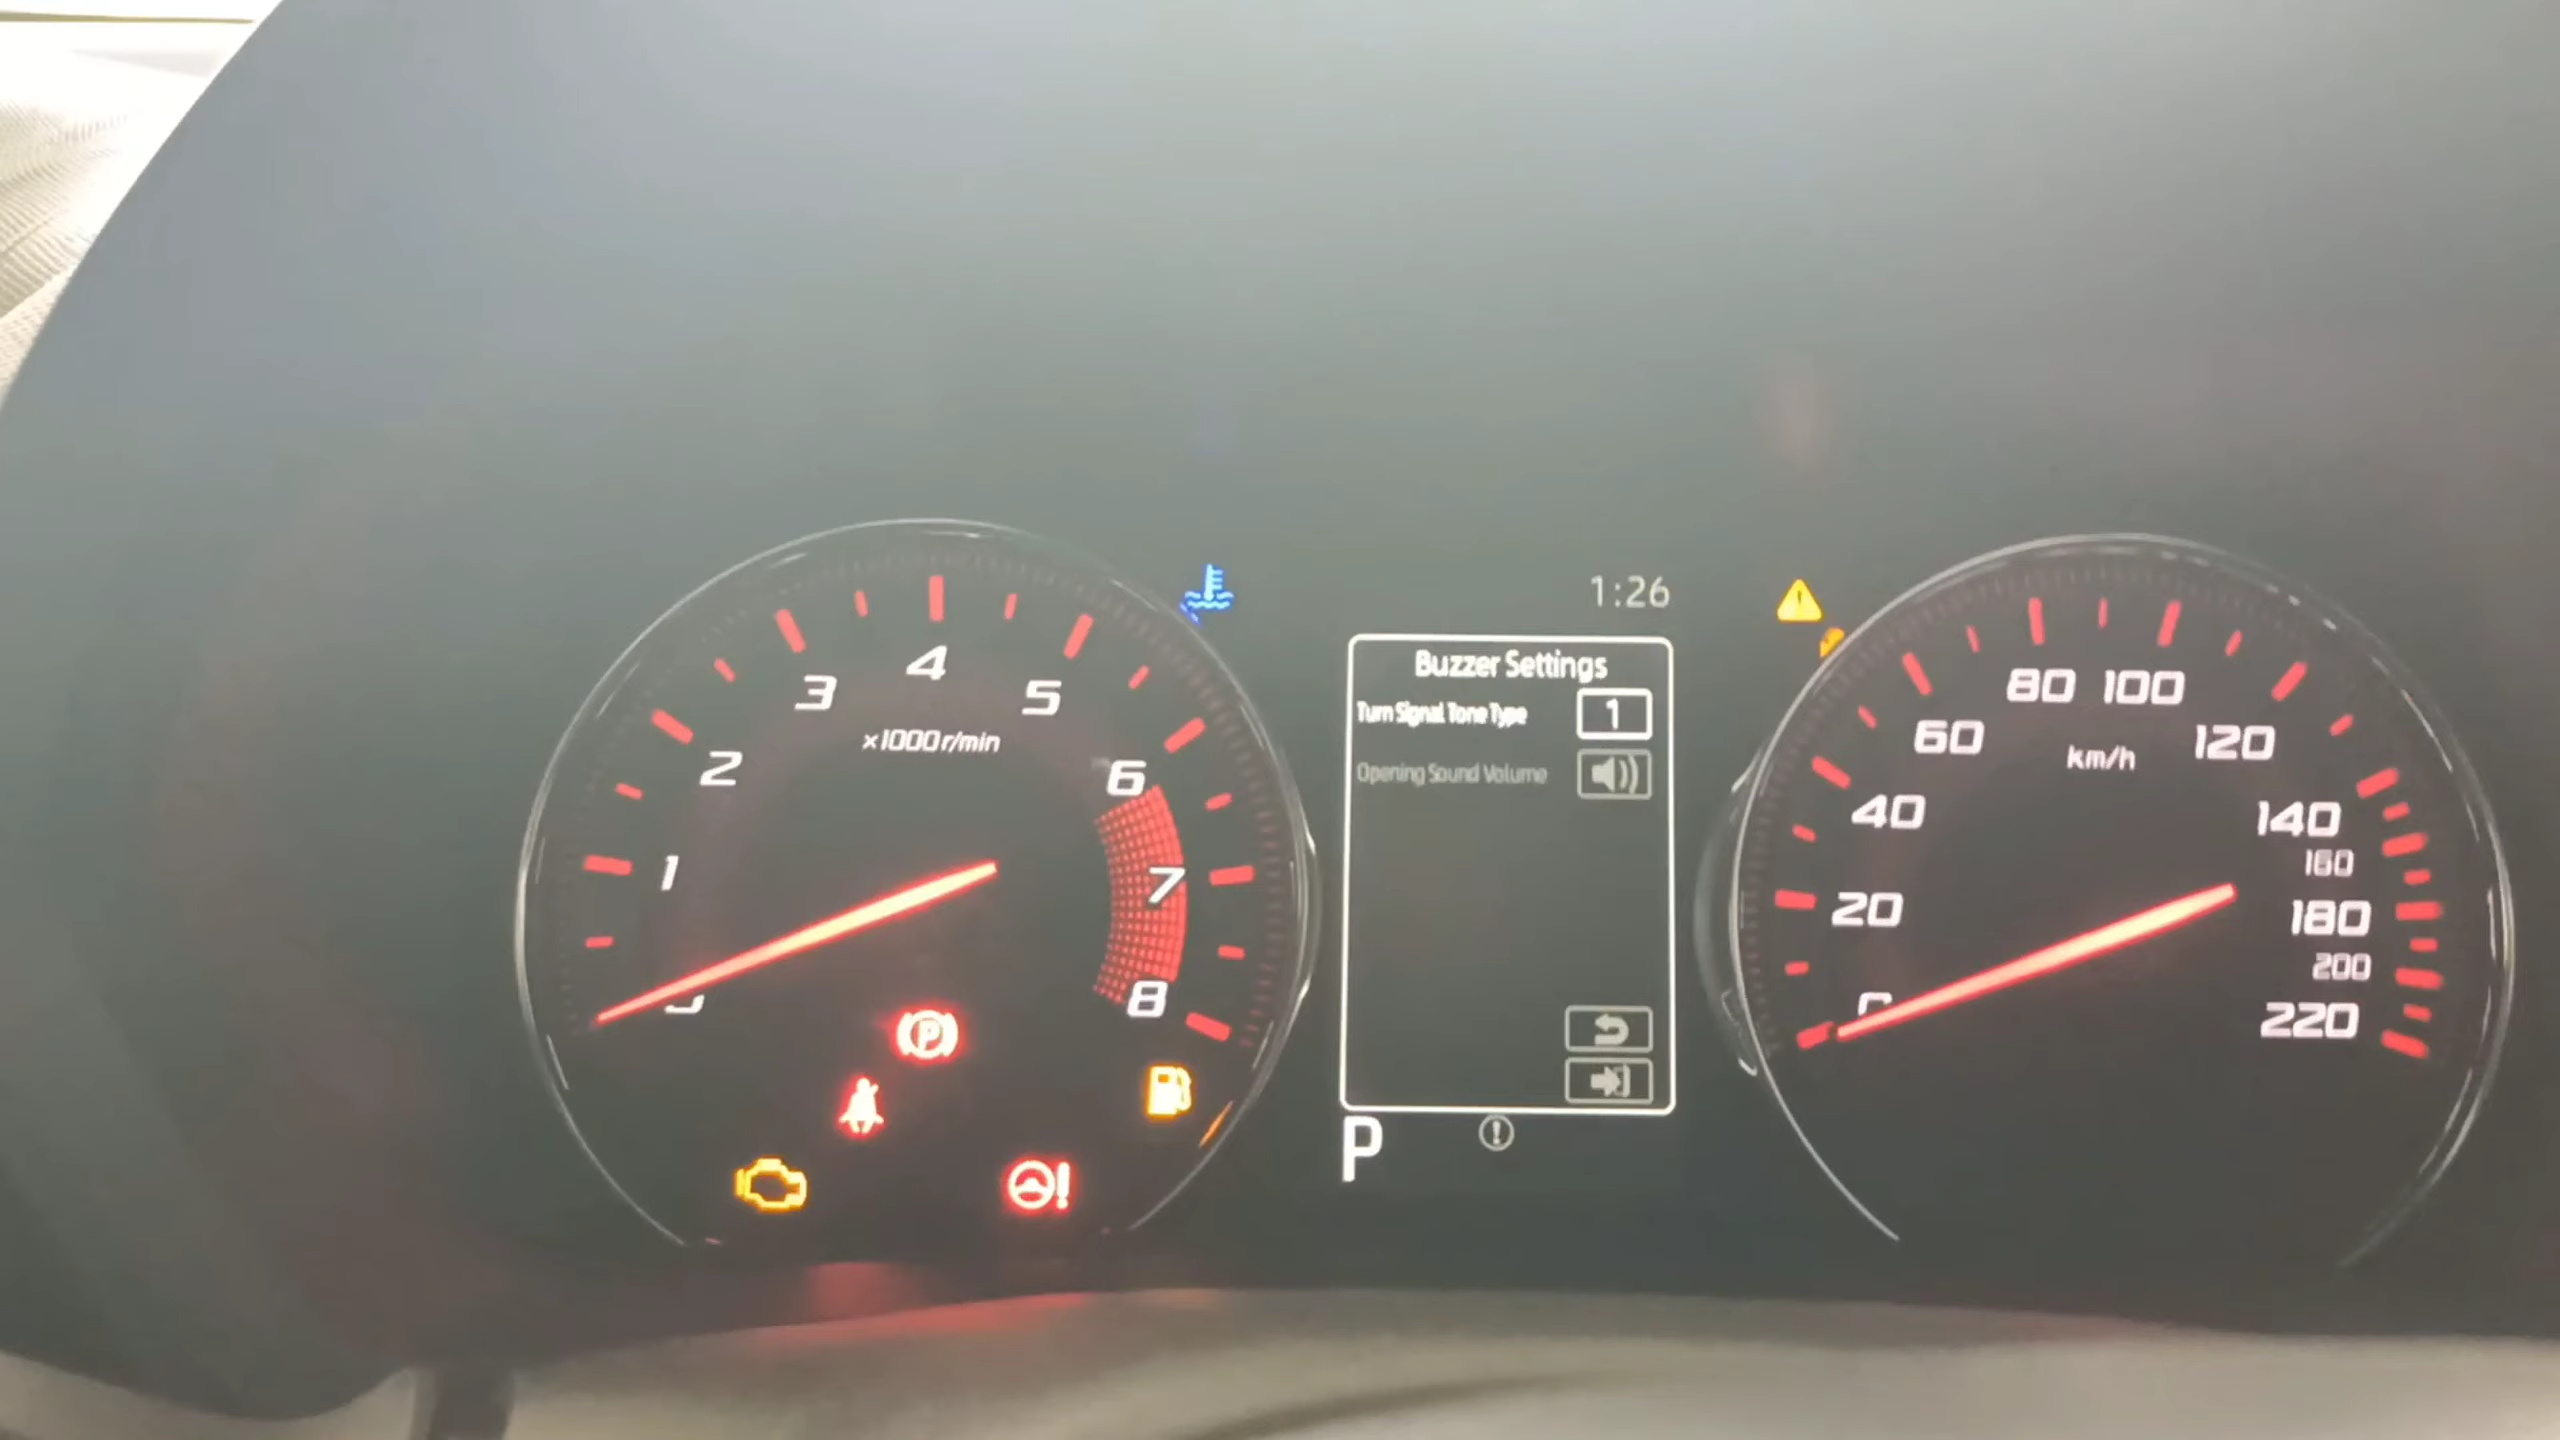 4
3
5
×1000r/min
2
6
1
7
8
P
1:26
Buzzer Settings
Turn Signal Tone Type 1
Opening Sound Volume
P
80 100
60
120
km/h
40
140
160
20
180
200
220